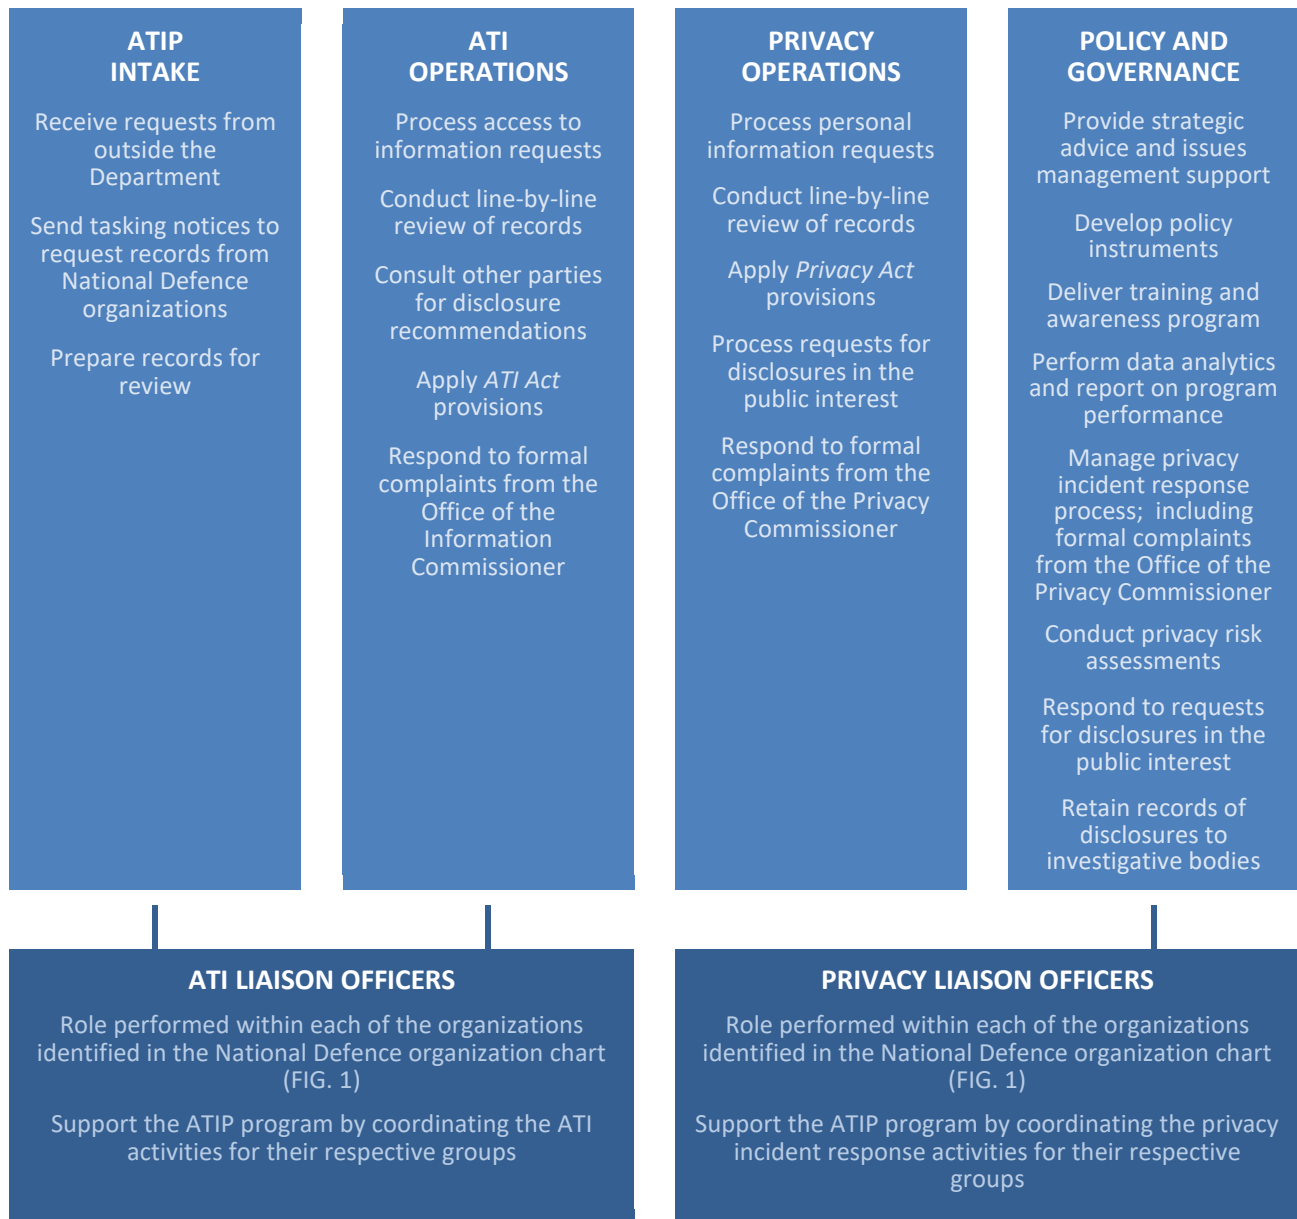 ATIP
INTAKE
Receive requests from
outside the
Department
Send tasking notices to
request records from
National Defence
organizations
Prepare records for
review
ATI
OPERATIONS
Process access to
information requests
Conduct line-by-line
review of records
Consult other parties
for disclosure
recommendations
Apply ATI Act
provisions
Respond to formal
complaints from the
Office of the
Information
Commissioner
PRIVACY
OPERATIONS
Process personal
information requests
Conduct line-by-line
review of records
Apply Privacy Act
provisions
Process requests for
disclosures in the
public interest
Respond to formal
complaints from the
Office of the Privacy
Commissioner
POLICY AND
GOVERNANCE
Provide strategic
advice and issues
management support
Develop policy
instruments
Deliver training and
awareness program
Perform data analytics
and report on program
performance
Manage privacy
incident response
process;  including
formal complaints
from the Office of the
Privacy Commissioner
Conduct privacy risk
assessments
Respond to requests
for disclosures in the
public interest
Retain records of
disclosures to
investigative bodies
ATI LIAISON OFFICERS
Role performed within each of the organizations
identified in the National Defence organization chart
(FIG. 1)
Support the ATIP program by coordinating the ATI
activities for their respective groups
PRIVACY LIAISON OFFICERS
Role performed within each of the organizations
identified in the National Defence organization chart
(FIG. 1)
Support the ATIP program by coordinating the privacy
incident response activities for their respective
groups